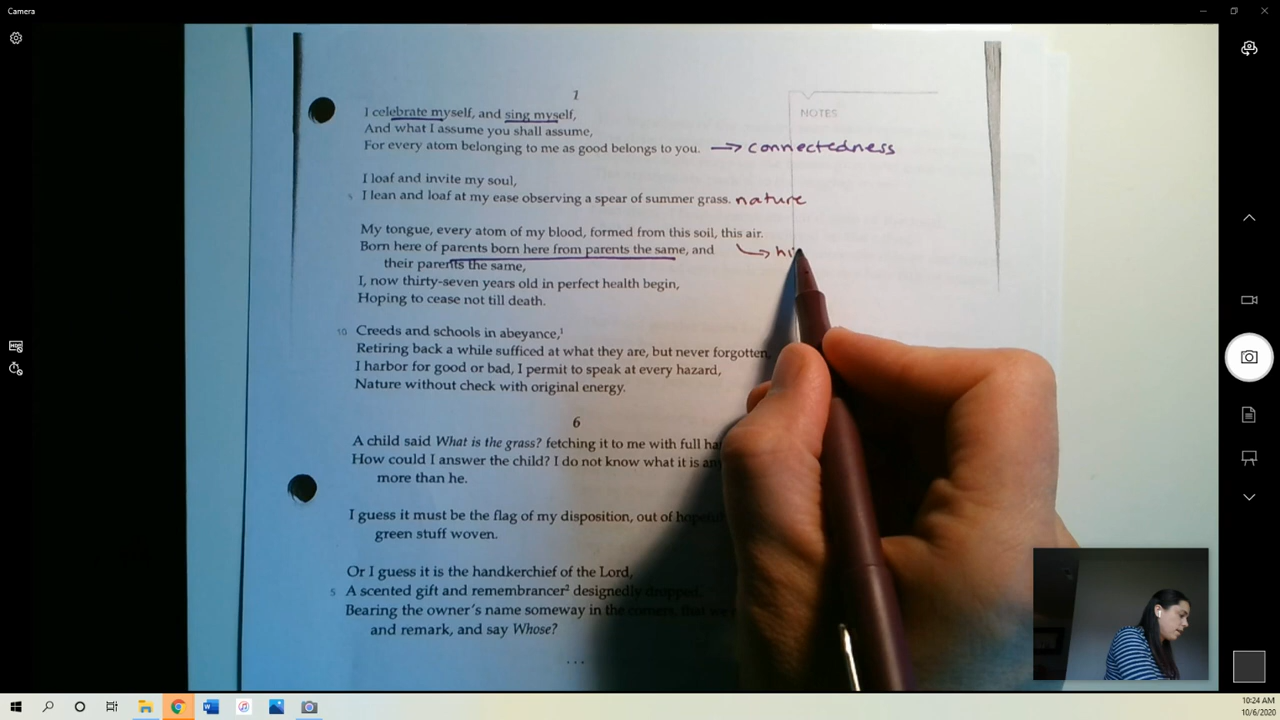 Camera
1
I celebrate myself, and sing myself,
NOTES
And what I assume you shall assume,
For every atom belonging to me as good belongs to you. → connectedness
I loaf and invite my soul,
5 I lean and loaf at my ease observing a spear of summer grass. nature
My tongue, every atom of my blood, formed from this soil, this air.
Born here of parents born here from parents the same, and → hi
their parents the same,
I, now thirty-seven years old in perfect health begin,
Hoping to cease not till death.
10 Creeds and schools in abeyance,¹
Retiring back a while sufficed at what they are, but never forgotten,
I harbor for good or bad, I permit to speak at every hazard,
Nature without check with original energy.
6
A child said What is the grass? fetching it to me with full
How could I answer the child? I do not know what it is any
more than he.
I guess it must be the flag of my disposition, out of hopeful
green stuff woven.
Or I guess it is the handkerchief of the Lord,
5 A scented gift and remembrancer² designedly dropped,
Bearing the owner's name someway in the corners, that we
and remark, and say Whose?
. . .
10:24 AM
10/6/2020